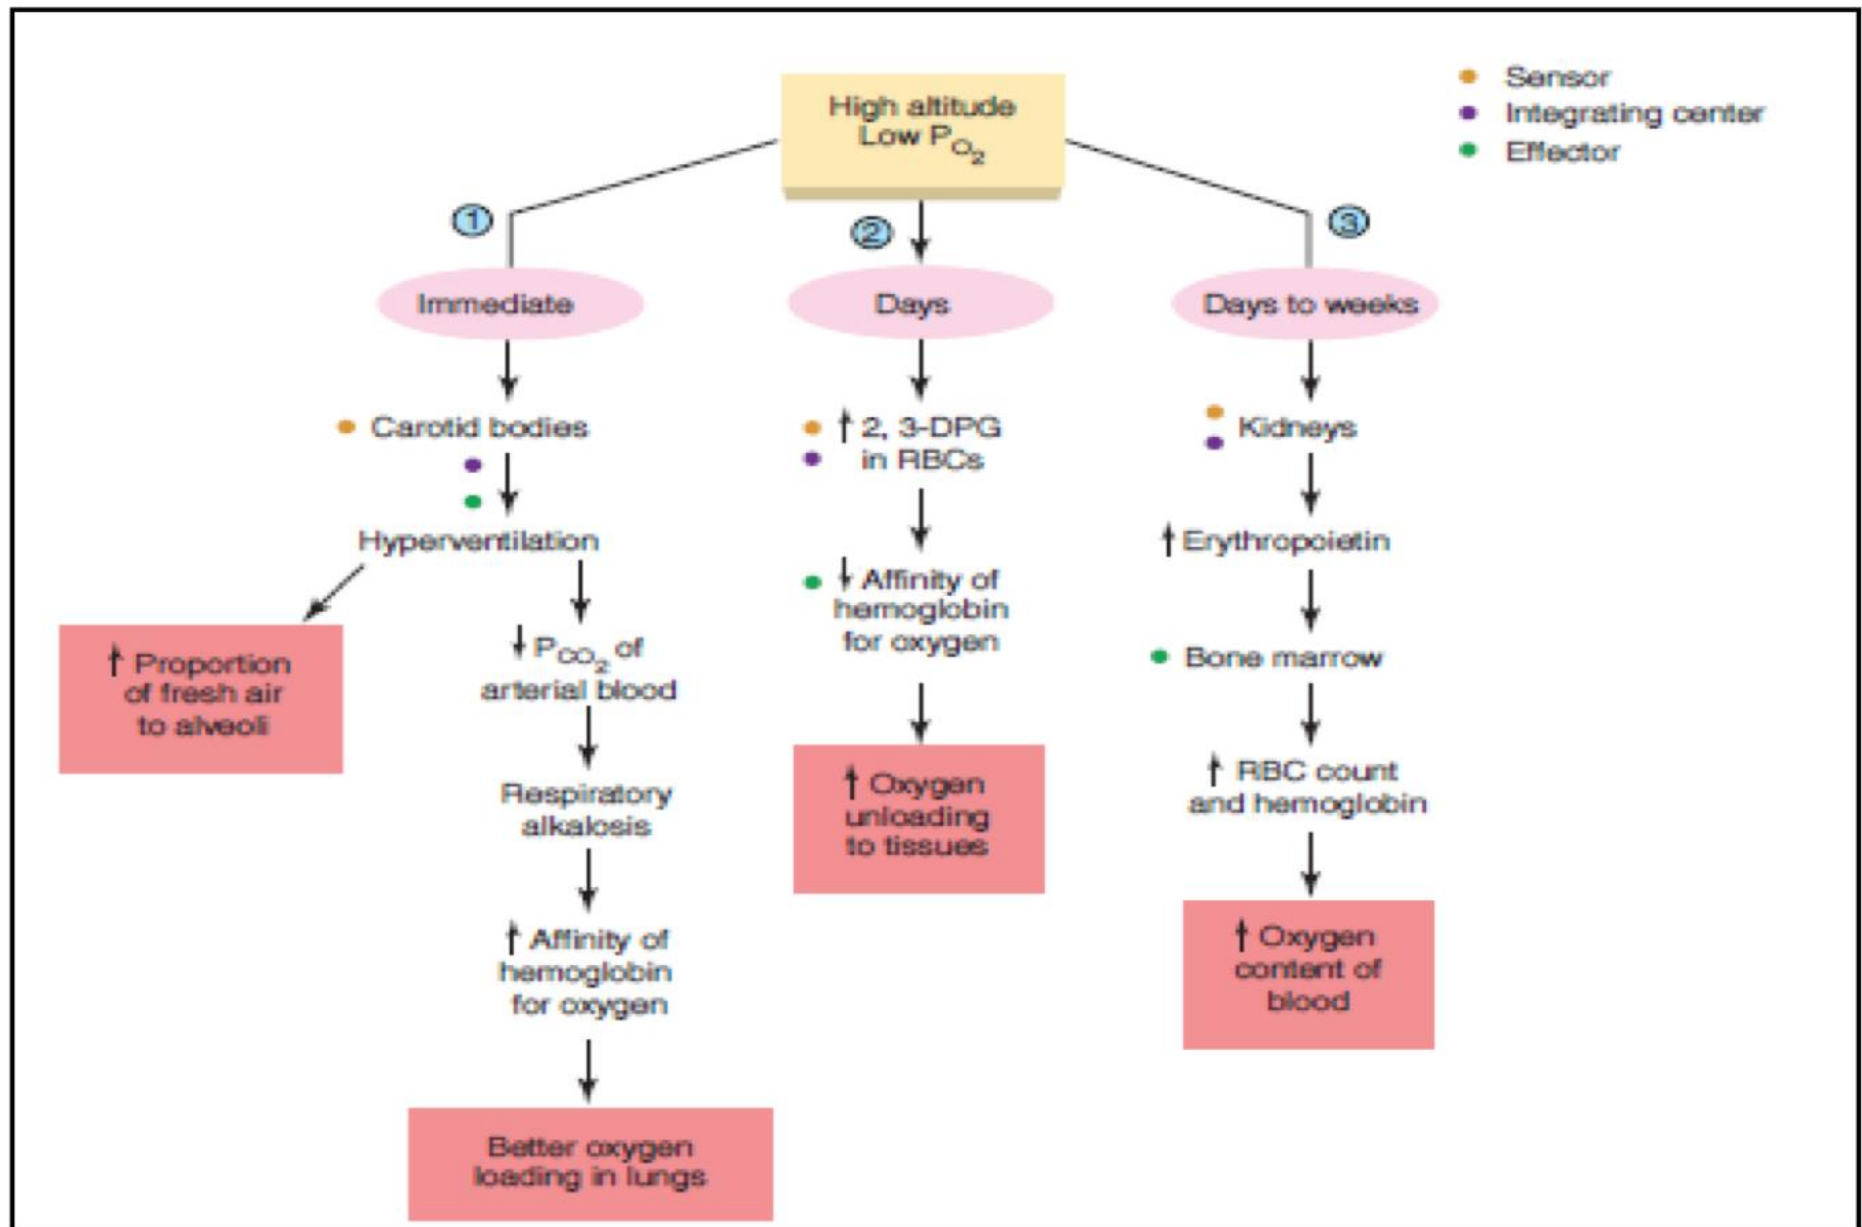 High altitude
Low PO2
Sensor
Integrating center
Effector
1
2
3
Immediate
Days
Days to weeks
Carotid bodies
Hyperventilation
↑ Proportion
of fresh air
to alveoli
↓ PCO2 of
arterial blood
Respiratory
alkalosis
↑ Affinity of
hemoglobin
for oxygen
Better oxygen
loading in lungs
↑ 2, 3-DPG
in RBCs
↓ Affinity of
hemoglobin
for oxygen
↑ Oxygen
unloading
to tissues
Kidneys
↑ Erythropoietin
Bone marrow
↑ RBC count
and hemoglobin
↑ Oxygen
content of
blood